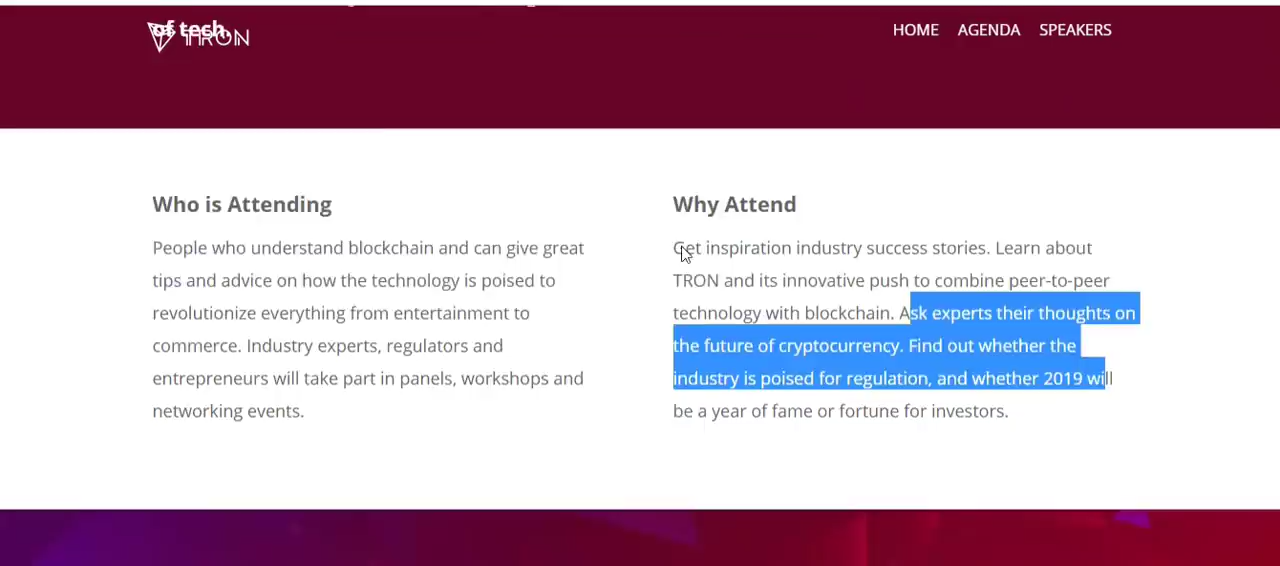 of tech.
TRON
HOME AGENDA SPEAKERS
Who is Attending
People who understand blockchain and can give great
tips and advice on how the technology is poised to
revolutionize everything from entertainment to
commerce. Industry experts, regulators and
entrepreneurs will take part in panels, workshops and
networking events.
Why Attend
Get inspiration industry success stories. Learn about
TRON and its innovative push to combine peer-to-peer
technology with blockchain. Ask experts their thoughts on
the future of cryptocurrency. Find out whether the
industry is poised for regulation, and whether 2019 will
be a year of fame or fortune for investors.